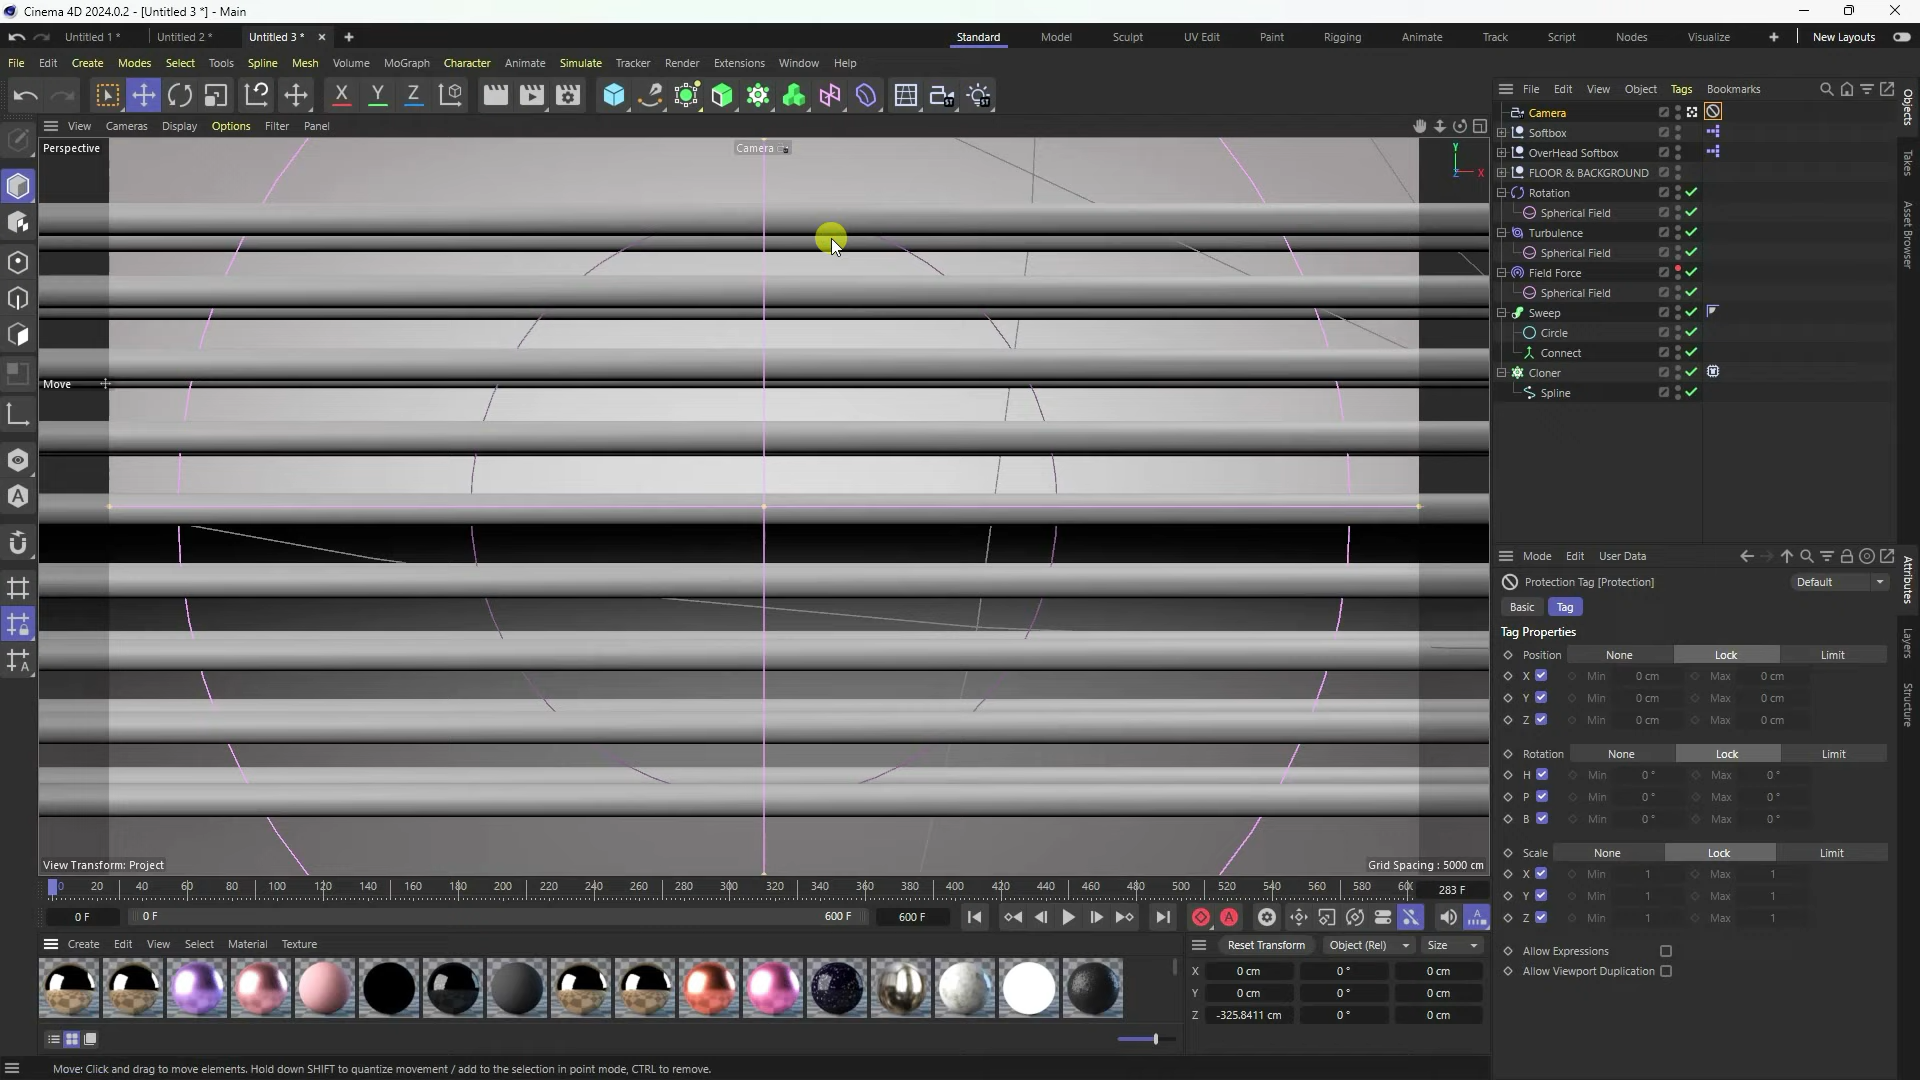 Cinema 4D 2024.0.2 - [Untitled 3 *] - Main
Untitled 1 *
Untitled 2 *
Untitled 3 *
Standard
Model
Sculpt
UV Edit
Paint
Rigging
Animate
Track
Script
Nodes
Visualize
New Layouts
File Edit Create Modes Select Tools Spline Mesh Volume MoGraph Character Animate Simulate Tracker Render Extensions Window Help
X Y Z
File Edit View Object Tags Bookmarks
View Cameras Display Options Filter Panel
Perspective
Camera
Y
X
Z
Move
View Transform: Project
Grid Spacing : 5000 cm
Camera
Softbox
OverHead Softbox
FLOOR & BACKGROUND
Rotation
Spherical Field
Turbulence
Spherical Field
Field Force
Spherical Field
Sweep
Circle
Connect
Cloner
Spline
Objects
Takes
Asset Browser
Attributes
Layers
Structure
Mode Edit User Data
Protection Tag [Protection]
Default
Basic
Tag
Tag Properties
Position None Lock Limit
X Min 0 cm Max 0 cm
Y Min 0 cm Max 0 cm
Z Min 0 cm Max 0 cm
Rotation None Lock Limit
H Min 0 ° Max 0 °
P Min 0 ° Max 0 °
B Min 0 ° Max 0 °
Scale None Lock Limit
X Min 1 Max 1
Y Min 1 Max 1
Z Min 1 Max 1
Allow Expressions
Allow Viewport Duplication
0 20 40 60 80 100 120 140 160 180 200 220 240 260 280 300 320 340 360 380 400 420 440 460 480 500 520 540 560 580 60
283 F
0 F
0 F
600 F
600 F
Create Edit View Select Material Texture
Reset Transform
Object (Rel)
Size
X 0 cm 0 ° 0 cm
Y 0 cm 0 ° 0 cm
Z -325.8411 cm 0 ° 0 cm
Move: Click and drag to move elements. Hold down SHIFT to quantize movement / add to the selection in point mode, CTRL to remove.